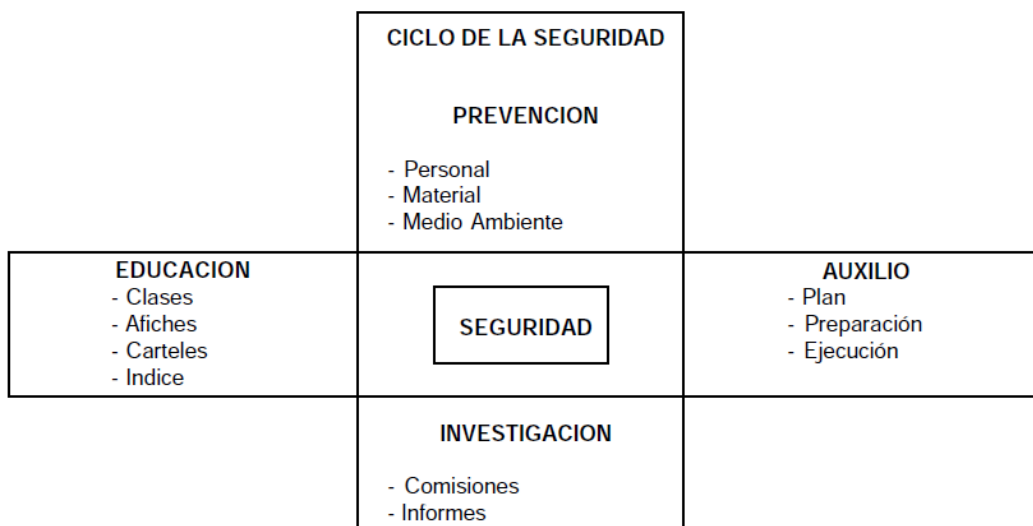 CICLO DE LA SEGURIDAD
PREVENCION
- Personal
- Material
- Medio Ambiente
EDUCACION
- Clases
- Afiches
- Carteles
- Indice
SEGURIDAD
AUXILIO
- Plan
- Preparación
- Ejecución
INVESTIGACION
- Comisiones
- Informes